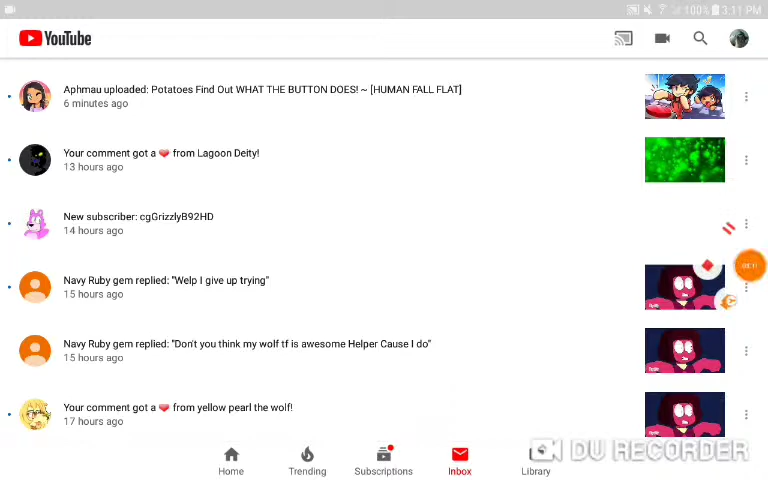 100% 3:11 PM
YouTube
Aphmau uploaded: Potatoes Find Out WHAT THE BUTTON DOES! ~ [HUMAN FALL FLAT]
6 minutes ago
Your comment got a ❤ from Lagoon Deity!
13 hours ago
New subscriber: cgGrizzlyB92HD
14 hours ago
Navy Ruby gem replied: "Welp I give up trying"
15 hours ago
Navy Ruby gem replied: "Don't you think my wolf tf is awesome Helper Cause I do"
15 hours ago
Your comment got a ❤ from yellow pearl the wolf!
17 hours ago
Home Trending Subscriptions Inbox Library
DU RECORDER